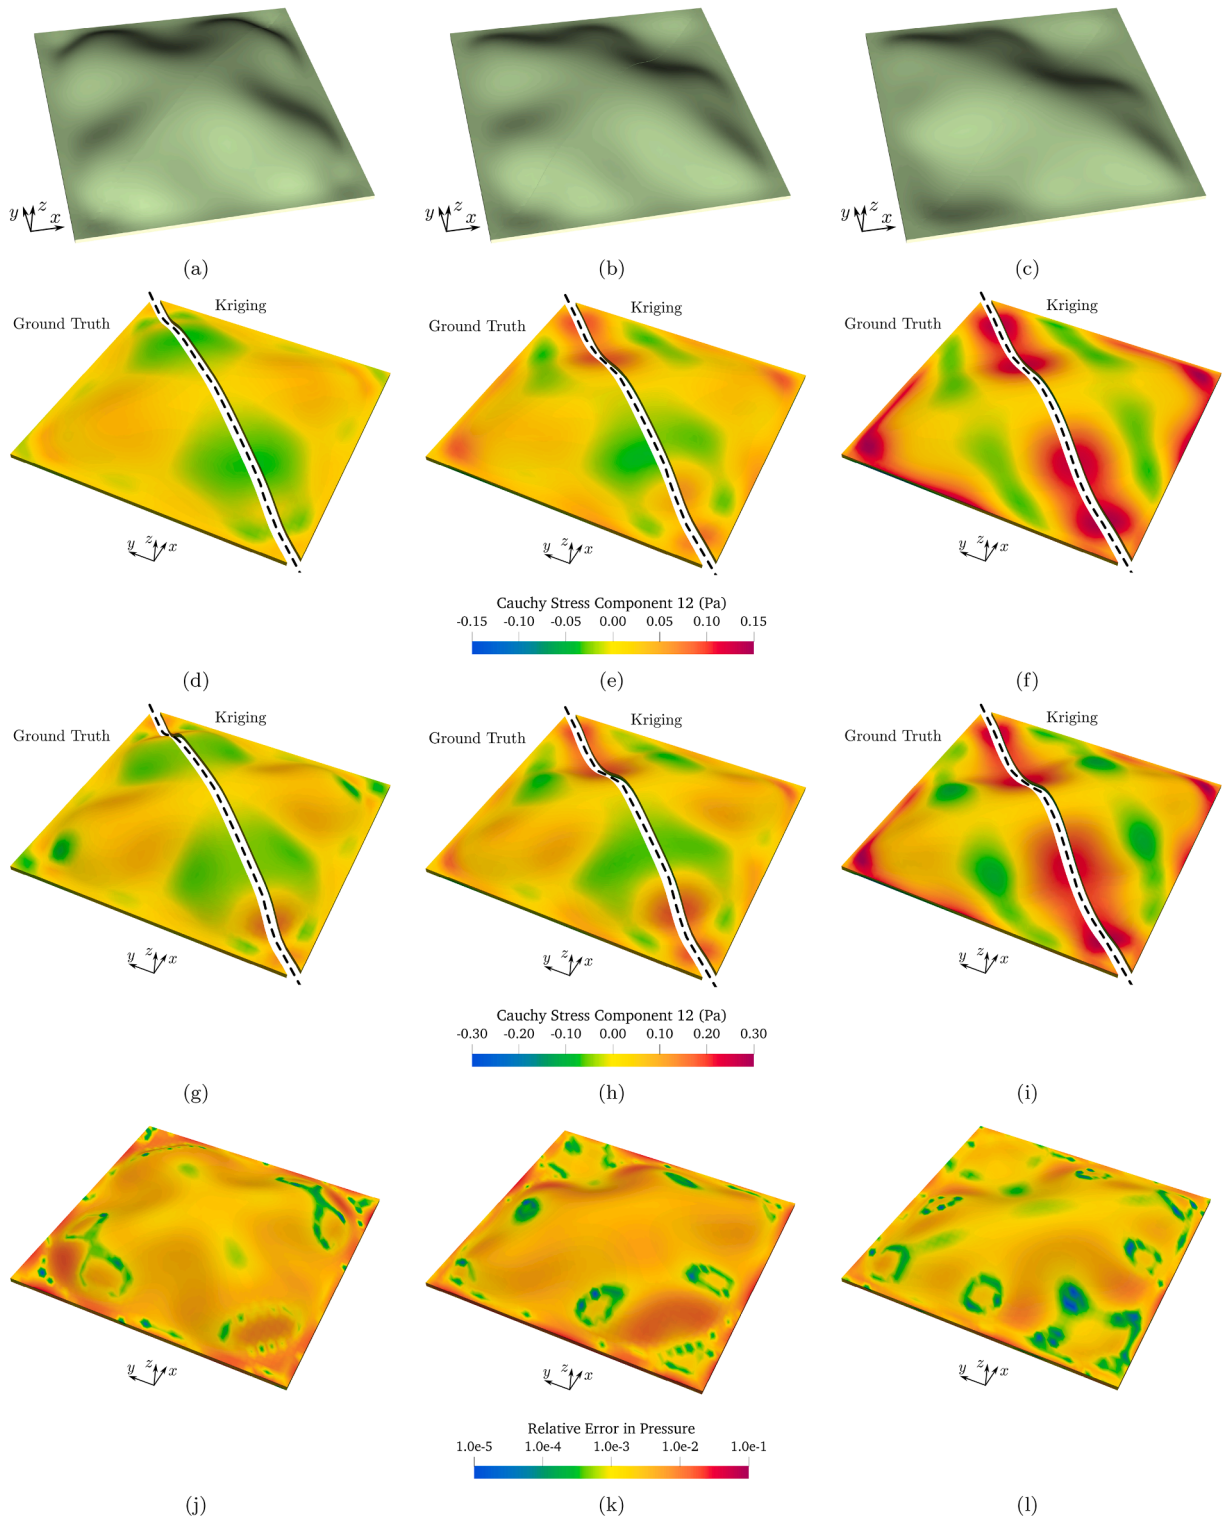 y z x
y z x
y z x
(a)
(b)
(c)
Ground Truth
Kriging
Ground Truth
Kriging
Ground Truth
Kriging
y z x
y z x
y z x
Cauchy Stress Component 12 (Pa)
-0.15 -0.10 -0.05 0.00 0.05 0.10 0.15
(d)
(e)
(f)
Ground Truth
Kriging
Ground Truth
Kriging
Ground Truth
Kriging
y z x
y z x
y z x
Cauchy Stress Component 12 (Pa)
-0.30 -0.20 -0.10 0.00 0.10 0.20 0.30
(g)
(h)
(i)
y z x
y z x
y z x
Relative Error in Pressure
1.0e-5 1.0e-4 1.0e-3 1.0e-2 1.0e-1
(j)
(k)
(l)